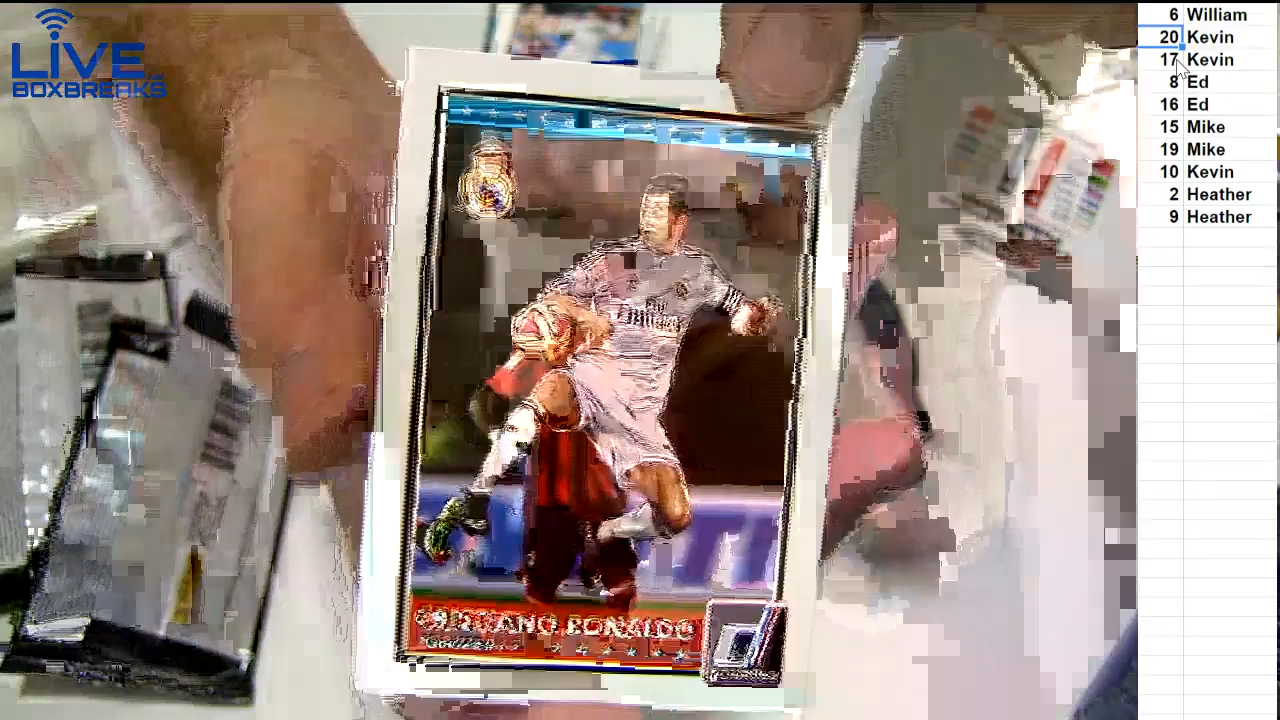 LIVE
BOXBREAKS
6 William
20 Kevin
17 Kevin
8 Ed
16 Ed
15 Mike
19 Mike
10 Kevin
2 Heather
9 Heather
CRISTIANO RONALDO